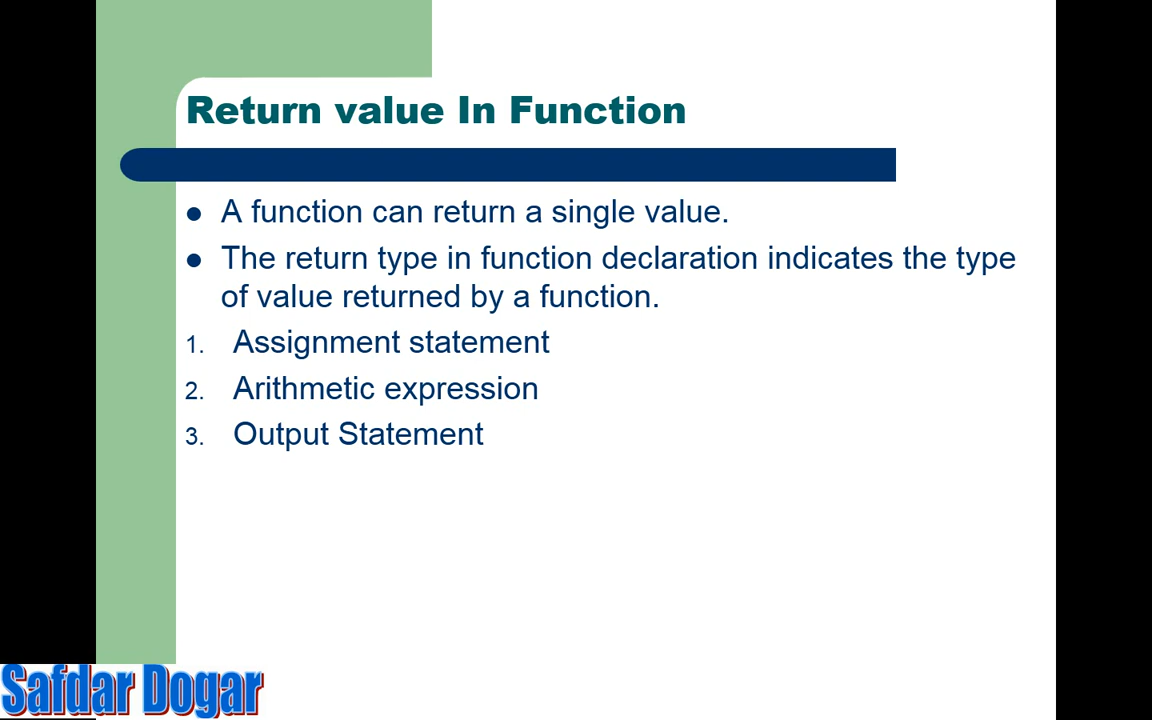 Return value In Function
● A function can return a single value.
● The return type in function declaration indicates the type
of value returned by a function.
1. Assignment statement
2. Arithmetic expression
3. Output Statement
Safdar Dogar